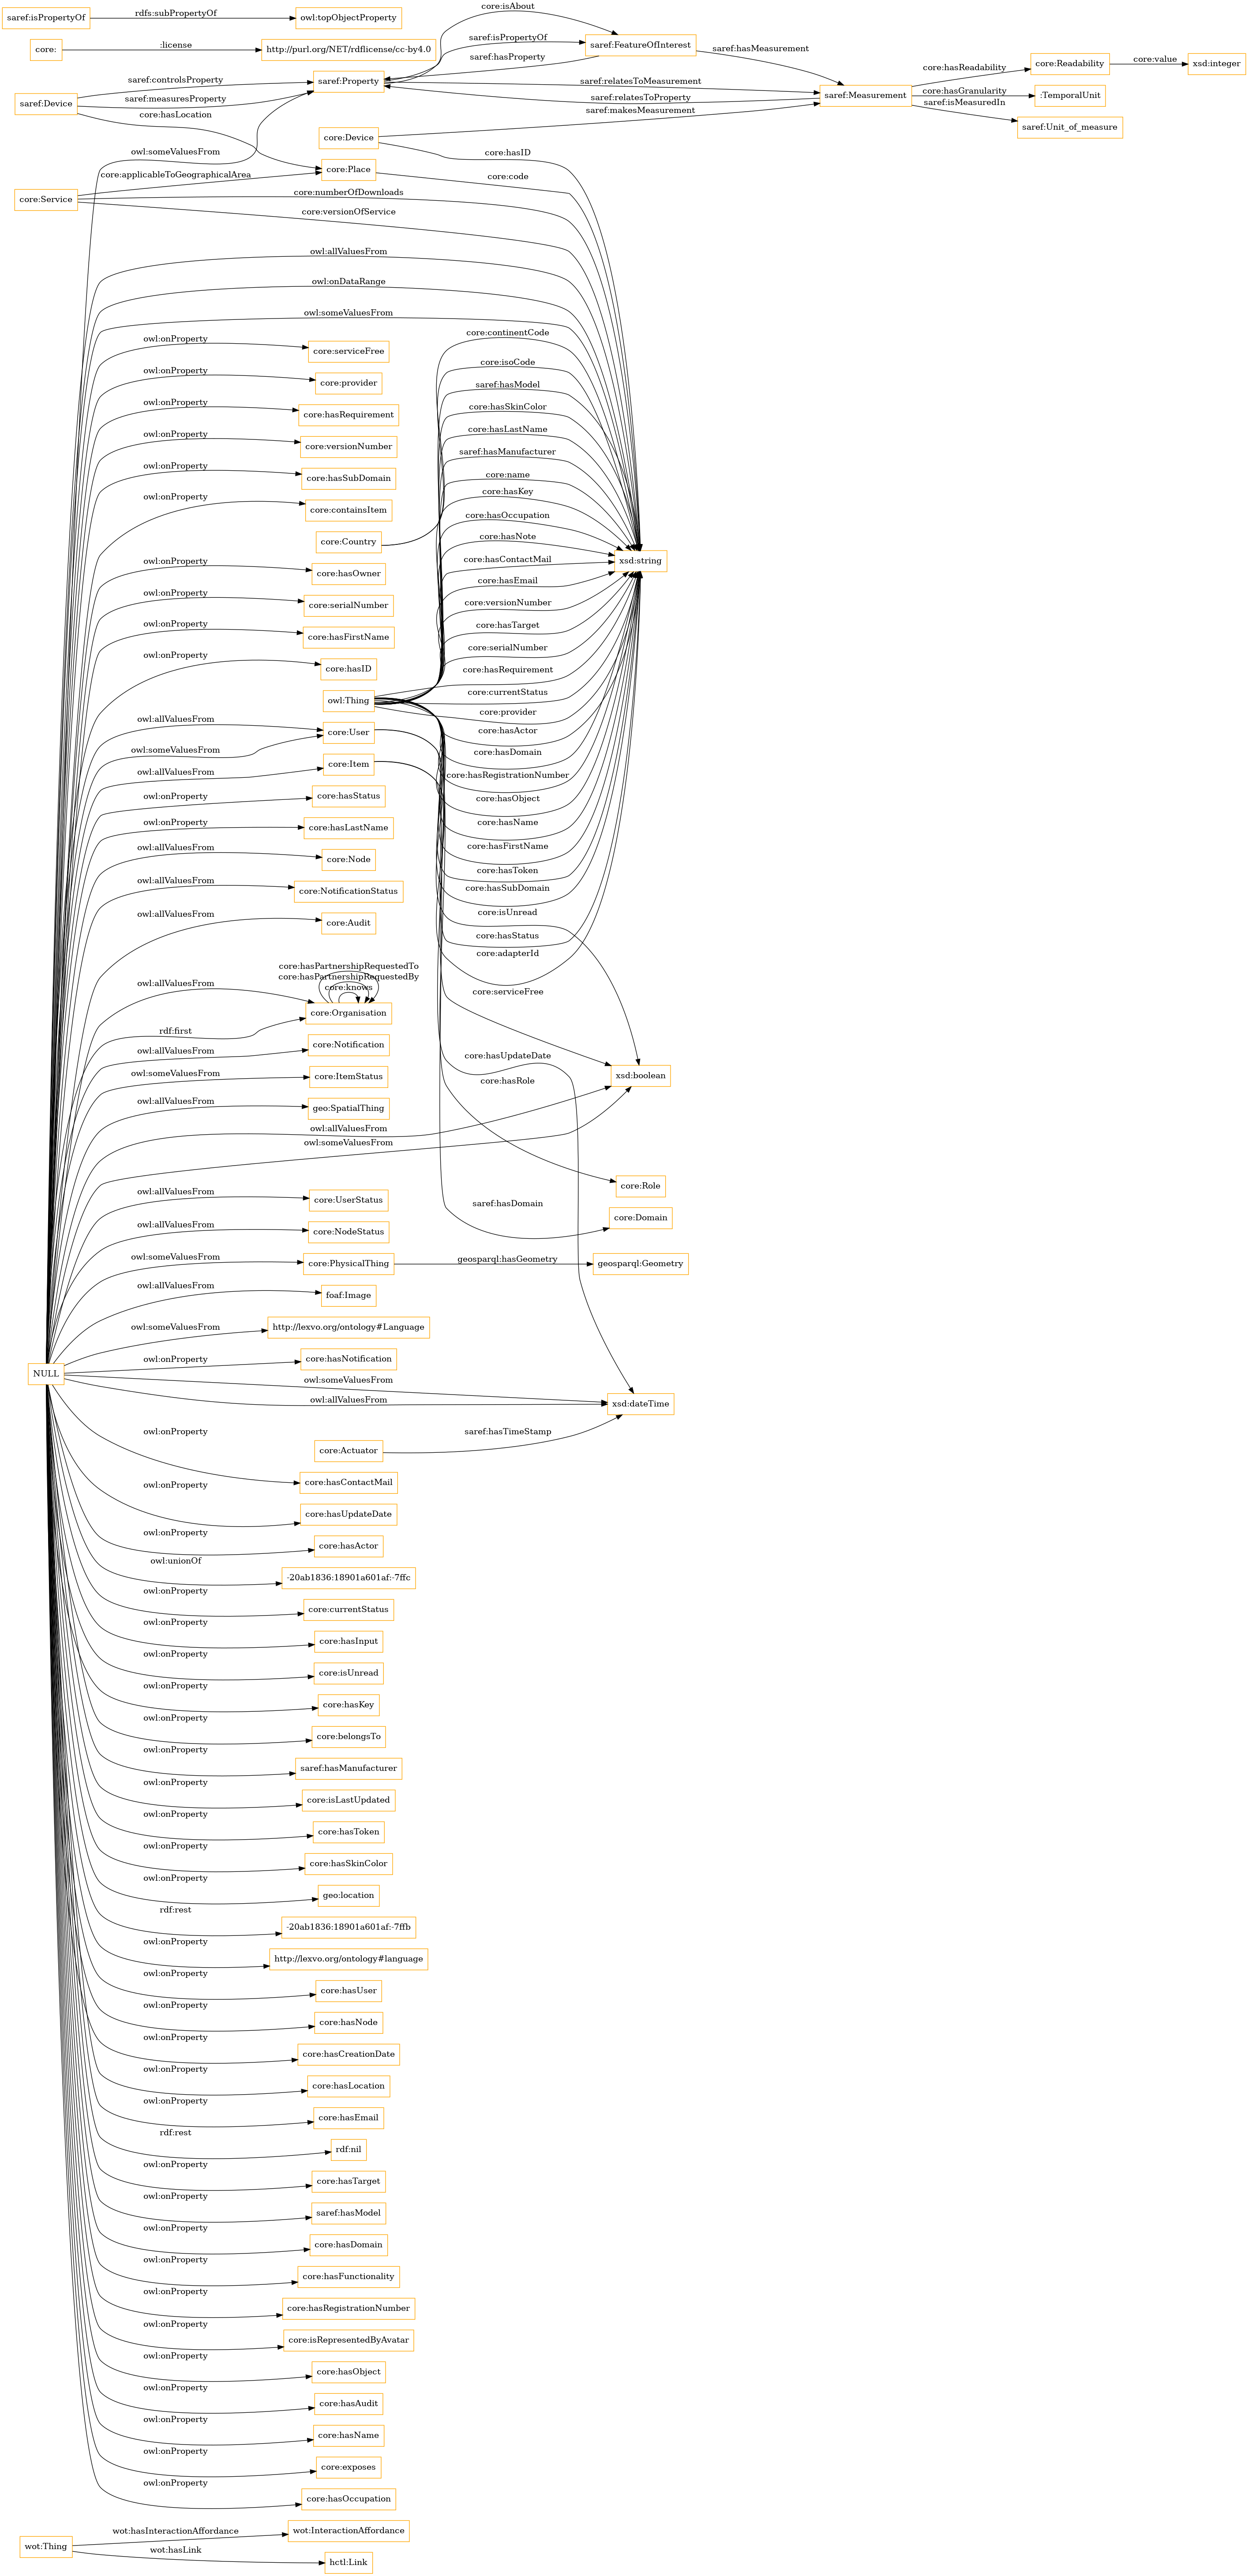 core:isAbout
saref:isPropertyOf
rdfs:subPropertyOf
owl:topObjectProperty
saref:isPropertyOf
saref:FeatureOfInterest
saref:hasMeasurement
core:
:license
http://purl.org/NET/rdflicense/cc-by4.0
saref:hasProperty
core:hasReadability
core:Readability
core:value
xsd:integer
saref:controlsProperty
saref:Property
saref:relatesToMeasurement
saref:Measurement
core:hasGranularity
:TemporalUnit
saref:Device
saref:measuresProperty
saref:relatesToProperty
saref:isMeasuredIn
core:hasLocation
saref:makesMeasurement
saref:Unit_of_measure
core:Device
owl:someValuesFrom
core:hasID
core:applicableToGeographicalArea
core:Place
core:code
core:Service
core:numberOfDownloads
core:versionOfService
owl:allValuesFrom
owl:onDataRange
owl:someValuesFrom
core:continentCode
owl:onProperty
core:serviceFree
core:isoCode
owl:onProperty
core:provider
saref:hasModel
owl:onProperty
core:hasRequirement
core:hasSkinColor
owl:onProperty
core:versionNumber
core:hasLastName
saref:hasManufacturer
owl:onProperty
core:hasSubDomain
core:name
owl:onProperty
core:containsItem
core:hasKey
core:hasOccupation
core:Country
core:hasNote
owl:onProperty
core:hasOwner
core:hasContactMail
xsd:string
owl:onProperty
core:serialNumber
core:hasEmail
core:versionNumber
owl:onProperty
core:hasFirstName
core:hasTarget
owl:onProperty
core:hasID
core:serialNumber
core:hasRequirement
owl:Thing
core:currentStatus
owl:allValuesFrom
core:User
core:provider
core:hasActor
owl:someValuesFrom
core:hasDomain
owl:allValuesFrom
core:Item
core:hasRegistrationNumber
owl:onProperty
core:hasStatus
core:hasObject
owl:onProperty
core:hasLastName
core:hasName
owl:allValuesFrom
core:Node
core:hasFirstName
owl:allValuesFrom
core:NotificationStatus
core:hasToken
core:hasSubDomain
owl:allValuesFrom
core:Audit
core:isUnread
core:hasStatus
core:adapterId
core:hasPartnershipRequestedTo
core:hasPartnershipRequestedBy
core:knows
owl:allValuesFrom
core:serviceFree
core:Organisation
rdf:first
owl:allValuesFrom
core:Notification
core:hasUpdateDate
owl:someValuesFrom
core:ItemStatus
core:hasRole
xsd:boolean
owl:allValuesFrom
geo:SpatialThing
owl:allValuesFrom
owl:someValuesFrom
core:Role
owl:allValuesFrom
core:UserStatus
saref:hasDomain
core:Domain
owl:allValuesFrom
core:NodeStatus
owl:someValuesFrom
core:PhysicalThing
geosparql:hasGeometry
geosparql:Geometry
owl:allValuesFrom
foaf:Image
owl:someValuesFrom
http://lexvo.org/ontology#Language
owl:onProperty
core:hasNotification
NULL
owl:someValuesFrom
owl:allValuesFrom
xsd:dateTime
owl:onProperty
core:Actuator
saref:hasTimeStamp
core:hasContactMail
owl:onProperty
core:hasUpdateDate
owl:onProperty
core:hasActor
owl:unionOf
-20ab1836:18901a601af:-7ffc
owl:onProperty
core:currentStatus
owl:onProperty
core:hasInput
owl:onProperty
core:isUnread
owl:onProperty
core:hasKey
owl:onProperty
core:belongsTo
owl:onProperty
saref:hasManufacturer
owl:onProperty
core:isLastUpdated
owl:onProperty
core:hasToken
owl:onProperty
core:hasSkinColor
owl:onProperty
geo:location
rdf:rest
-20ab1836:18901a601af:-7ffb
owl:onProperty
http://lexvo.org/ontology#language
owl:onProperty
core:hasUser
owl:onProperty
core:hasNode
owl:onProperty
core:hasCreationDate
owl:onProperty
core:hasLocation
owl:onProperty
core:hasEmail
rdf:rest
rdf:nil
owl:onProperty
core:hasTarget
owl:onProperty
saref:hasModel
owl:onProperty
core:hasDomain
owl:onProperty
core:hasFunctionality
owl:onProperty
core:hasRegistrationNumber
owl:onProperty
core:isRepresentedByAvatar
owl:onProperty
core:hasObject
owl:onProperty
core:hasAudit
owl:onProperty
core:hasName
owl:onProperty
core:exposes
owl:onProperty
core:hasOccupation
wot:Thing
wot:hasInteractionAffordance
wot:InteractionAffordance
wot:hasLink
hctl:Link